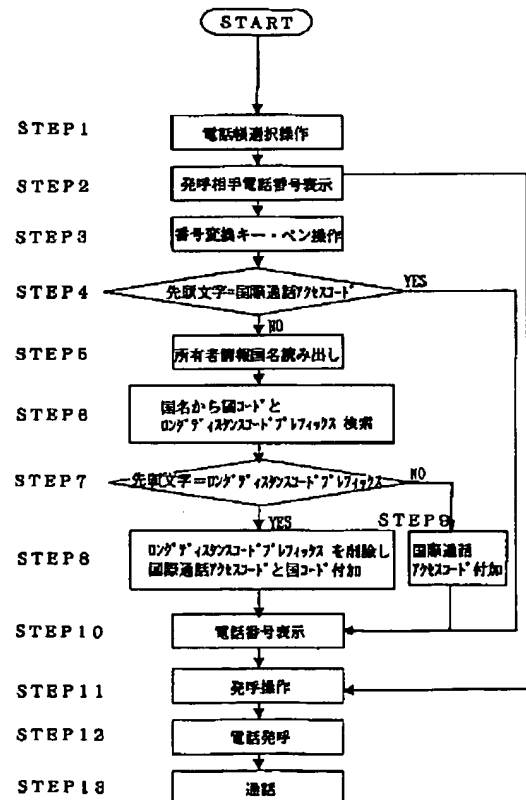 START
STEP1
電話帳選択操作
STEP2
発呼相手電話番号表示
STEP3
番号変換キー・ペン操作
STEP4
先頭文字=国際通話アクセスコード
YES
NO
STEP5
所有者情報国名読み出し
STEP6
国名から国コードと
ロングディスタンスコードプレフィックス 検索
STEP7
先頭文字=ロングディスタンスコードプレフィックス
NO
YES
STEP9
STEP8
ロングディスタンスコードプレフィックス を削除し
国際通話アクセスコードと国コード付加
国際通話
アクセスコード付加
STEP10
電話番号表示
STEP11
発呼操作
STEP12
電話発呼
STEP13
通話